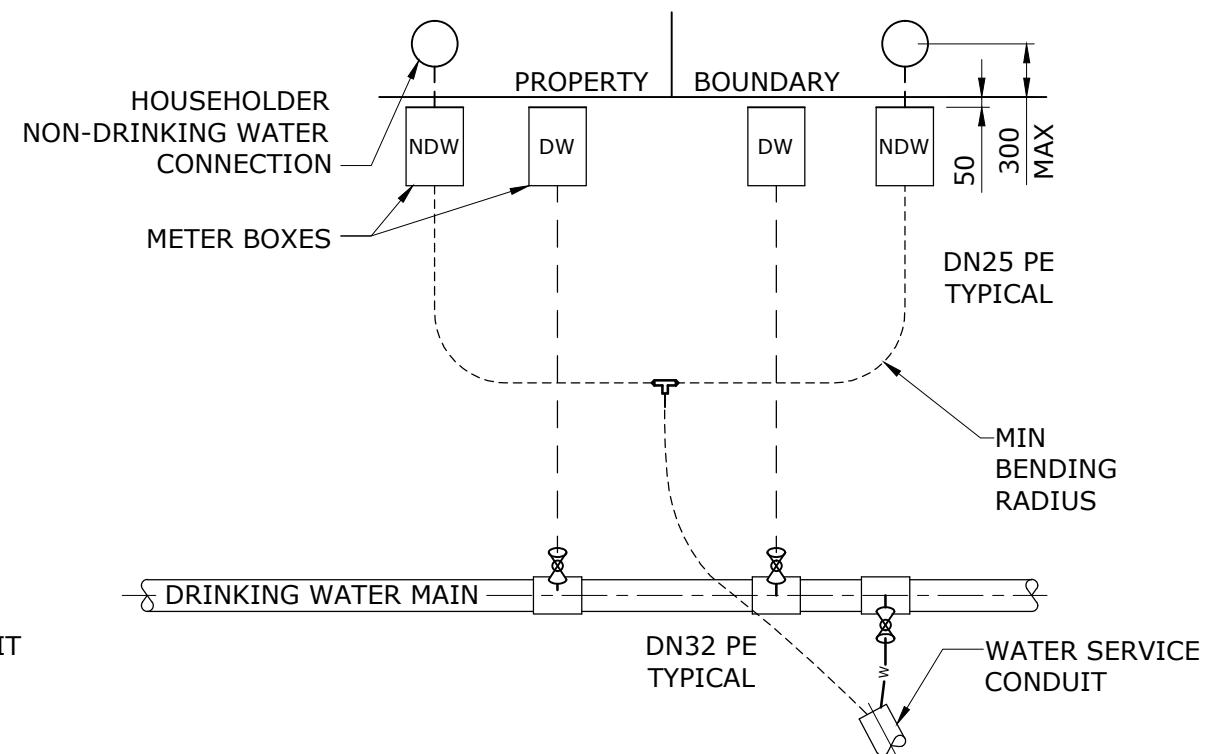 PROPERTY BOUNDARY
HOUSEHOLDER
NON-DRINKING WATER
CONNECTION
NDW
DW
DW
NDW
50
300
MAX
METER BOXES
DN25 PE
TYPICAL
MIN
BENDING
RADIUS
DRINKING WATER MAIN
IT
DN32 PE
TYPICAL
WATER SERVICE
CONDUIT
W